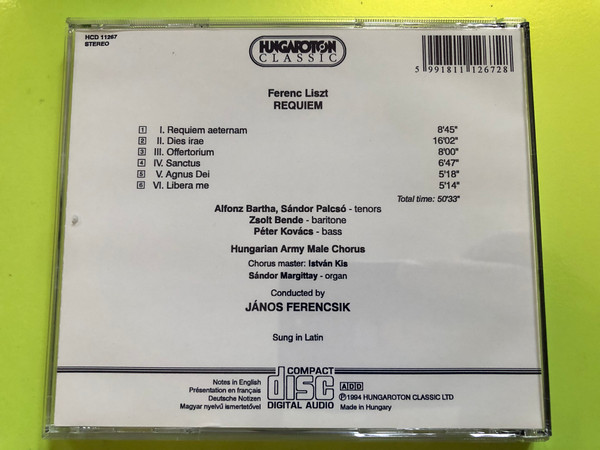 HCD 11267
STEREO
HUNGAROTON
CLASSIC
5 991811 126728
Ferenc Liszt
REQUIEM
1 I. Requiem aeternam 8'45"
2 II. Dies irae 16'02"
3 III. Offertorium 8'00"
4 IV. Sanctus 6'47"
5 V. Agnus Dei 5'18"
6 VI. Libera me 5'14"
Total time: 50'33"
Alfonz Bartha, Sándor Palcsó - tenors
Zsolt Bende - baritone
Péter Kovács - bass
Hungarian Army Male Chorus
Chorus master: István Kis
Sándor Margittay - organ
Conducted by
JÁNOS FERENCSIK
Sung in Latin
Notes in English
Présentation en français
Deutsche Notizen
Magyar nyelvű ismertetővel
COMPACT
disc
DIGITAL AUDIO
ADD
℗1994 HUNGAROTON CLASSIC LTD
Made in Hungary